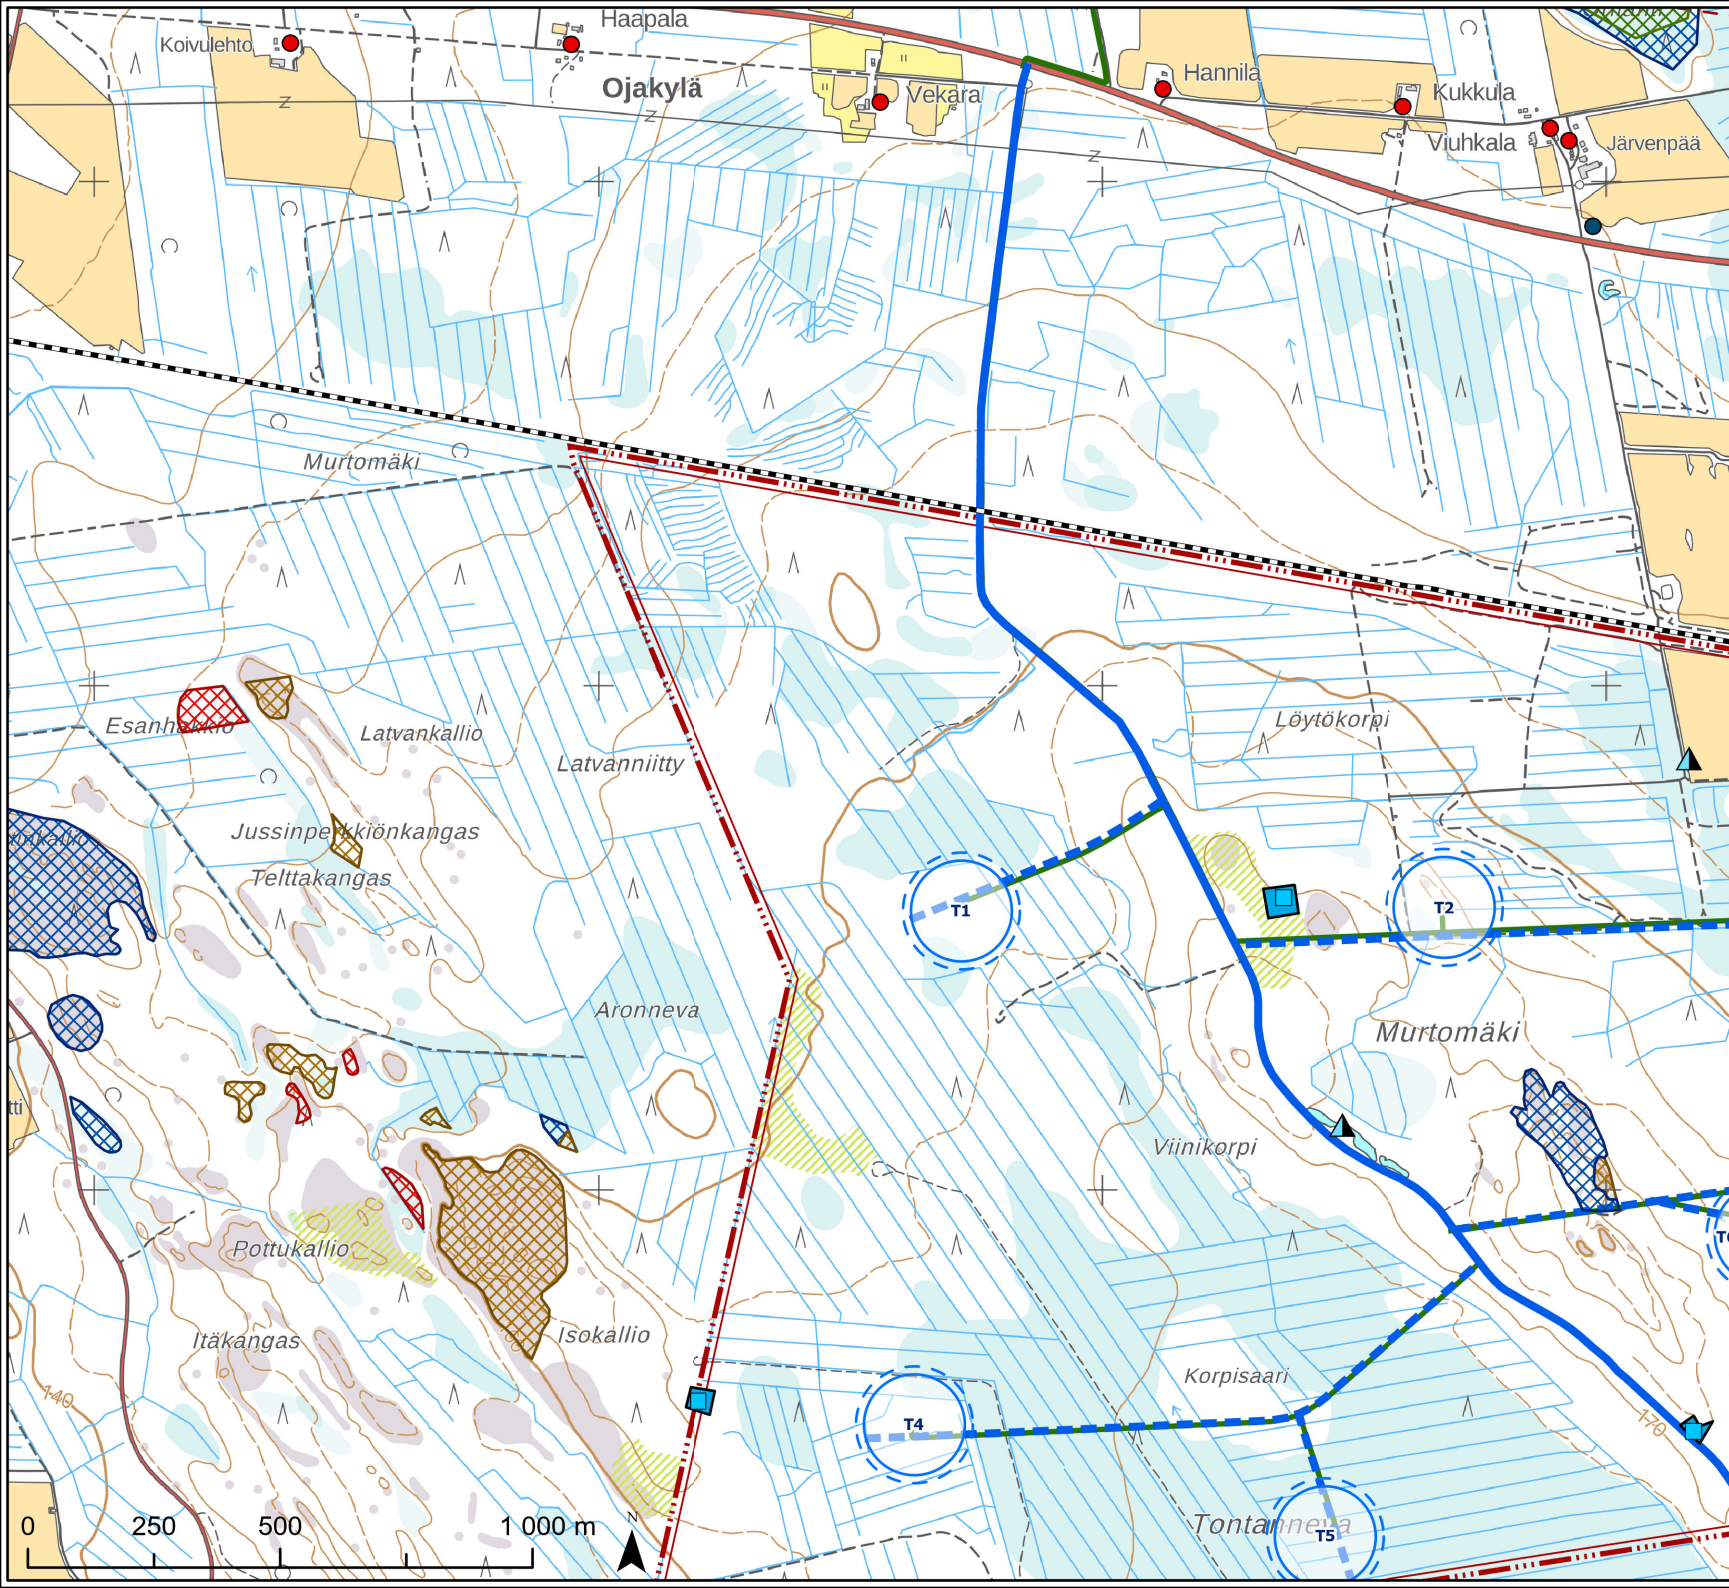 Haapala
Koivulehto
Ojakylä
Vekara
Hannila
Kukkula
Viuhkala
Järvenpää
Z
Z
Z
Murtomäki
Esanhakkio
Latvankallio
Latvanniitty
Löytökorpi
Jussinperkkiönkangas
Telttakangas
T1
T2
Aronneva
Murtomäki
tti
Viinikorpi
Pottukallio
Itäkangas
Isokallio
Korpisaari
140
T4
170
Tontanneva
T5
0 250 500 1 000 m
N